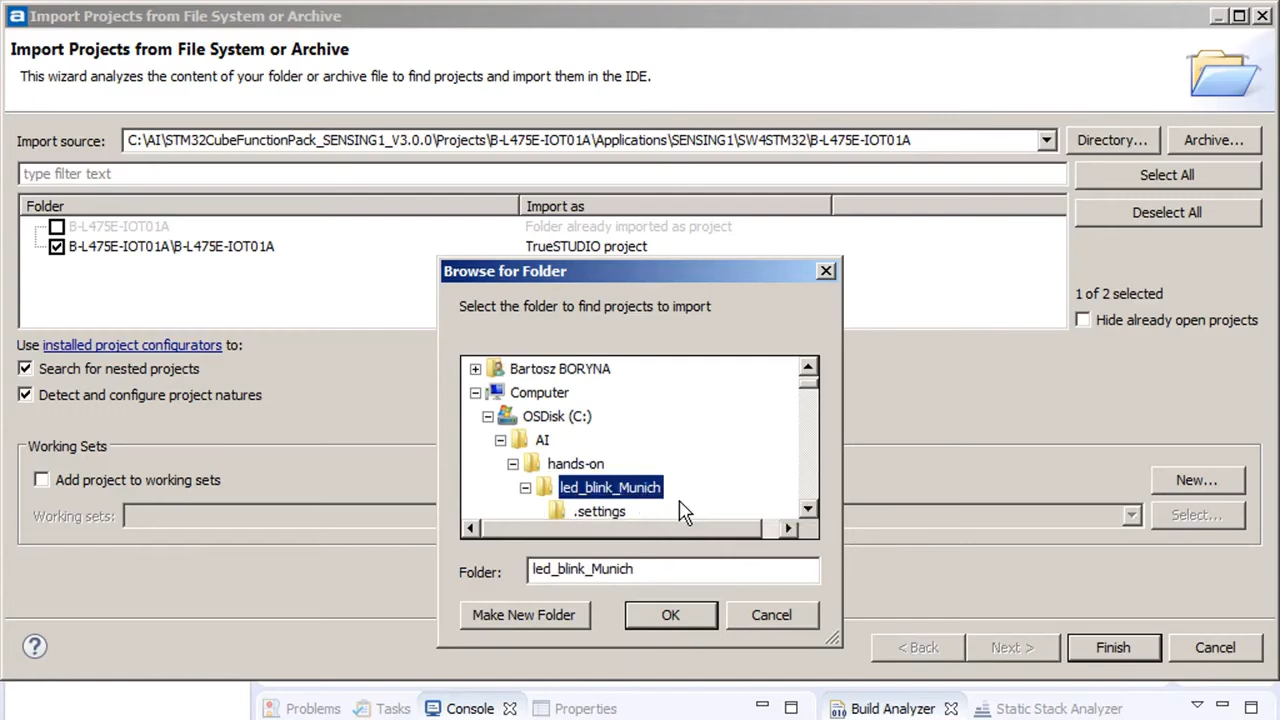 Import Projects from File System or Archive
Import Projects from File System or Archive
This wizard analyzes the content of your folder or archive file to find projects and import them in the IDE.
Import source: C:\AI\STM32CubeFunctionPack_SENSING1_V3.0.0\Projects\B-L475E-IOT01A\Applications\SENSING1\SW4STM32\B-L475E-IOT01A Directory... Archive...
type filter text Select All
Folder Import as
Deselect All
B-L475E-IOT01A Folder already imported as project
B-L475E-IOT01A\B-L475E-IOT01A TrueSTUDIO project
Browse for Folder
Select the folder to find projects to import
1 of 2 selected
Hide already open projects
Use installed project configurators to:
Search for nested projects
Detect and configure project natures
Bartosz BORYNA
Computer
OSDisk (C:)
AI
hands-on
led_blink_Munich
.settings
Working Sets
Add project to working sets New...
Working sets: Select...
Folder: led_blink_Munich
Make New Folder OK Cancel
< Back Next > Finish Cancel
Problems Tasks Console Properties Build Analyzer Static Stack Analyzer